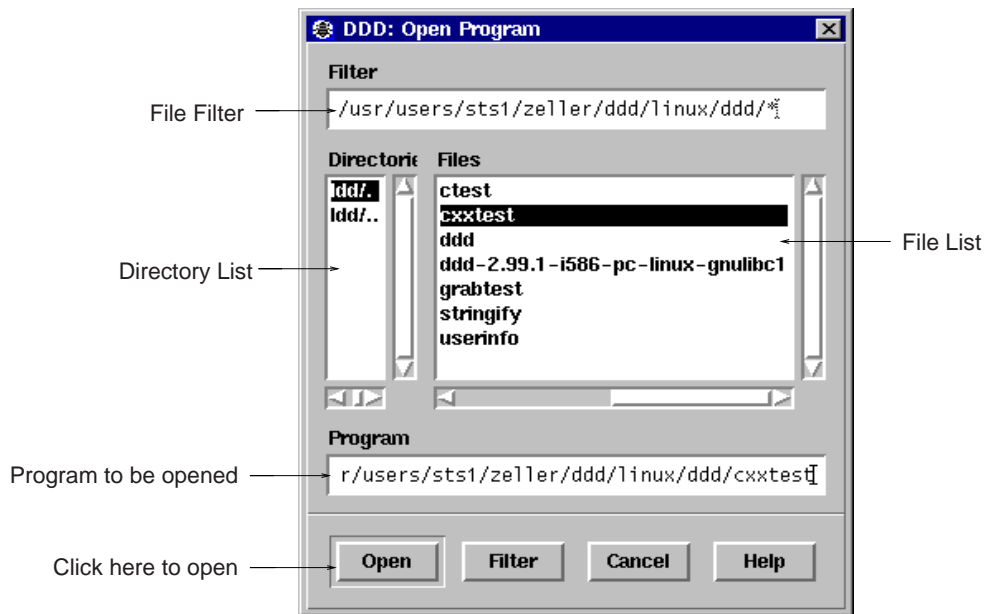 DDD: Open Program
Filter
File Filter
/usr/users/sts1/zeller/ddd/linux/ddd/*
Directorie
Files
ldd/.
ldd/..
Directory List
ctest
cxxtest
ddd
ddd-2.99.1-i586-pc-linux-gnulibc1
grabtest
stringify
userinfo
File List
Program
Program to be opened
r/users/sts1/zeller/ddd/linux/ddd/cxxtest
Click here to open
Open
Filter
Cancel
Help